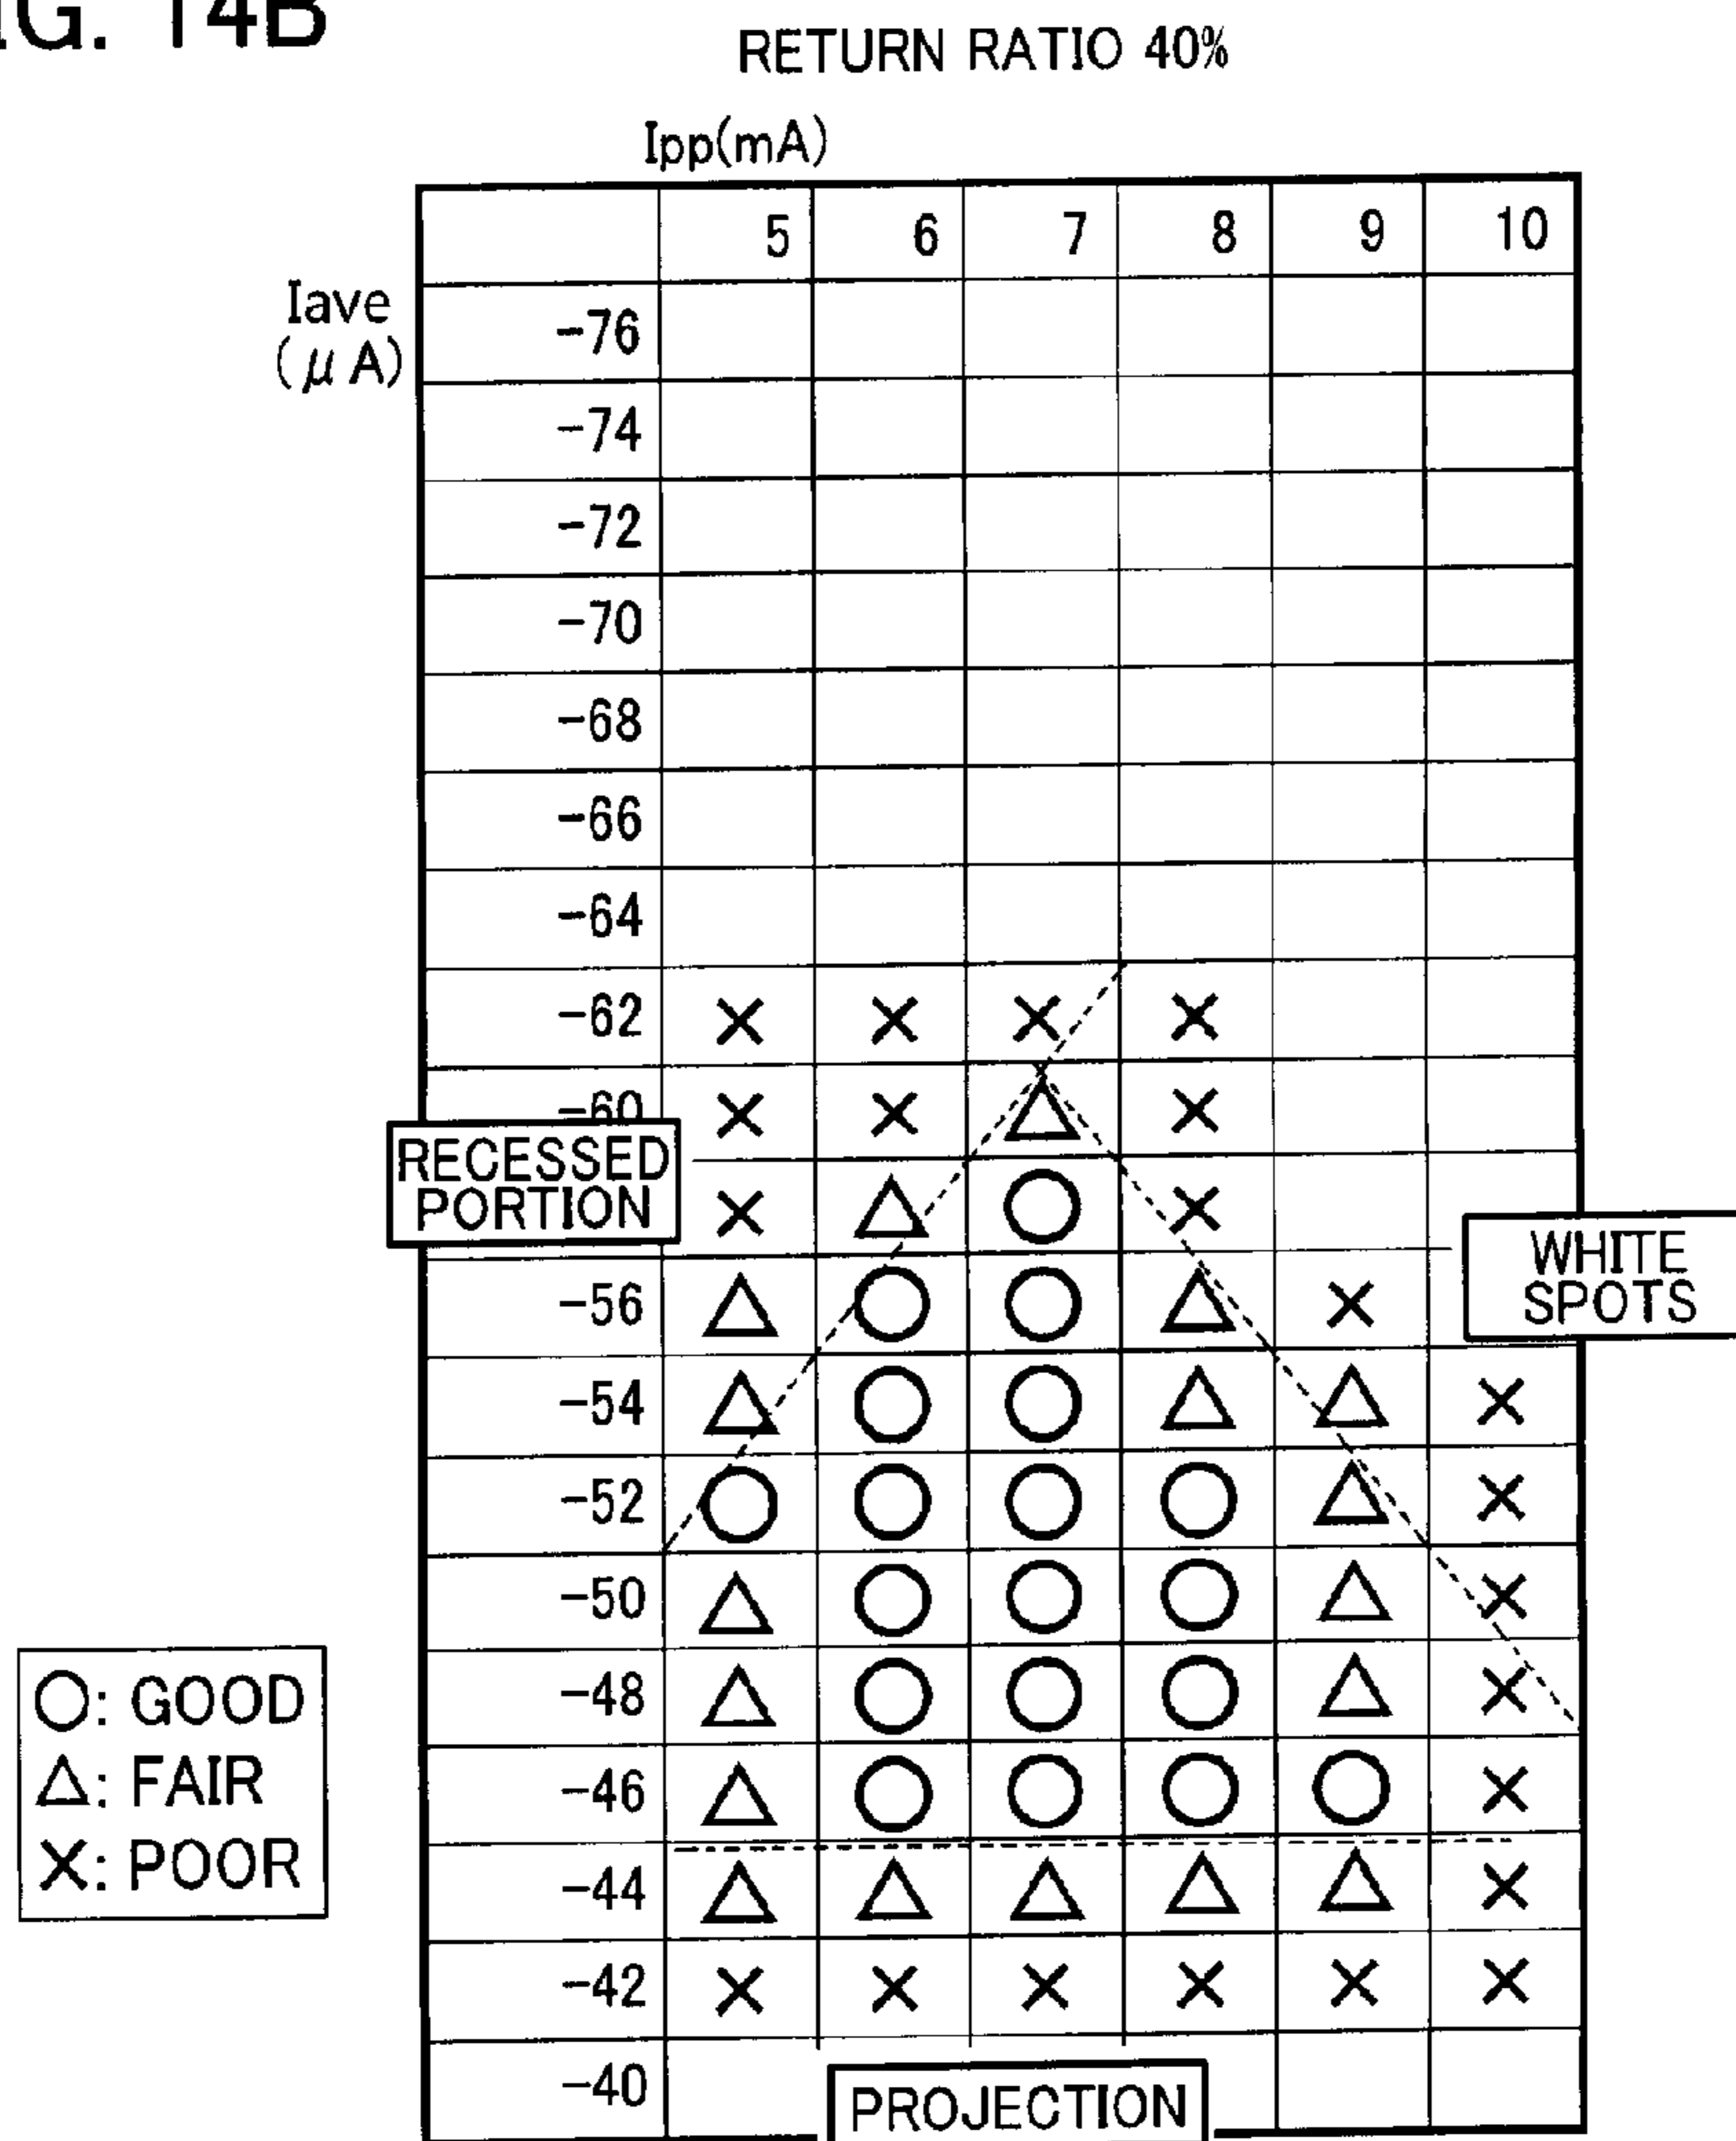 G. 14B
RETURN RATIO 40%
Ipp(mA)
5 6 7 8 9 10
Iave
(μA)
-76
-74
-72
-70
-68
-66
-64
-62 × × × ×
-60 × × △ ×
RECESSED
PORTION
× △ ○ ×
WHITE
SPOTS
-56 △ ○ ○ △ ×
-54 △ ○ ○ △ △ ×
-52 ○ ○ ○ ○ △ ×
-50 △ ○ ○ ○ △ ×
-48 △ ○ ○ ○ △ ×
-46 △ ○ ○ ○ ○ ×
-44 △ △ △ △ △ ×
-42 × × × × × ×
-40
PROJECTION
○: GOOD
△: FAIR
×: POOR